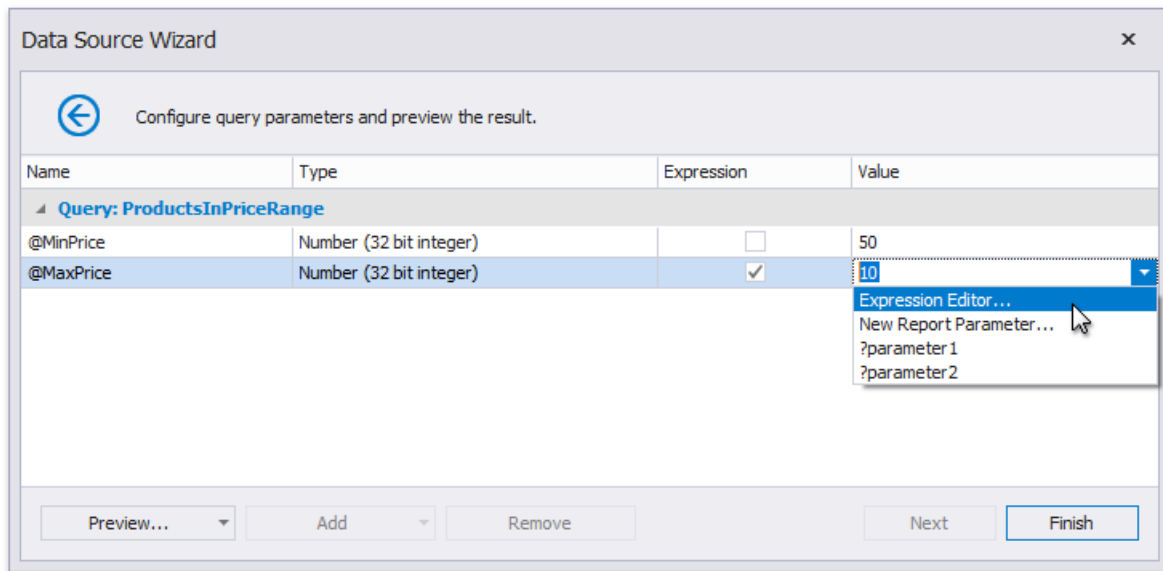 Data Source Wizard
Configure query parameters and preview the result.
Name Type Expression Value
Query: ProductsInPriceRange
@MinPrice Number (32 bit integer) 50
@MaxPrice Number (32 bit integer) 10
Expression Editor...
New Report Parameter...
?parameter1
?parameter2
Preview... Add Remove Next Finish